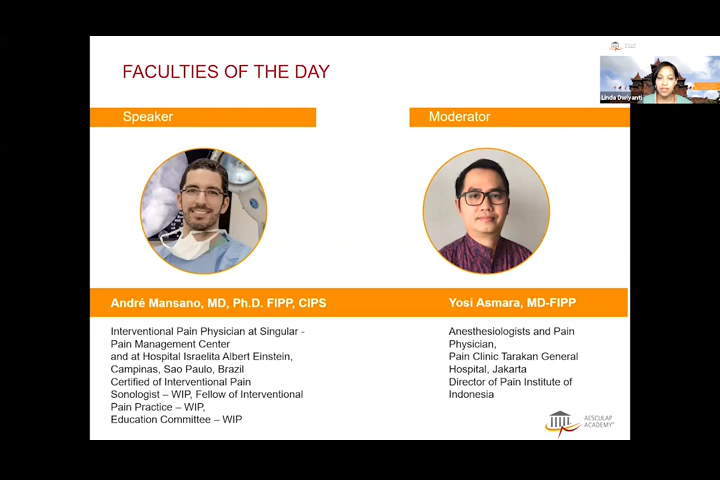 FACULTIES OF THE DAY
Linda Dwiyanti
Speaker
Moderator
André Mansano, MD, Ph.D. FIPP, CIPS
Interventional Pain Physician at Singular -
Pain Management Center
and at Hospital Israelita Albert Einstein,
Campinas, Sao Paulo, Brazil
Certified of Interventional Pain
Sonologist – WIP, Fellow of Interventional
Pain Practice – WIP,
Education Committee – WIP
Yosi Asmara, MD-FIPP
Anesthesiologists and Pain
Physician,
Pain Clinic Tarakan General
Hospital, Jakarta
Director of Pain Institute of
Indonesia
AESCULAP
ACADEMY